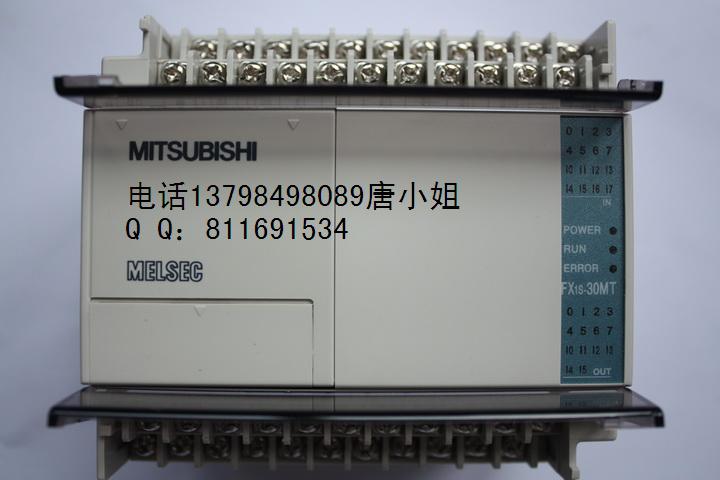 MITSUBISHI
电话13798498089唐小姐
Q Q: 811691534
MELSEC
0 1 2 3
4 5 6 7
10 11 12 13
14 15 16 17
IN
POWER
RUN
ERROR
FX1S-30MT
0 1 2 3
4 5 6 7
10 11 12 13
14 15 OUT